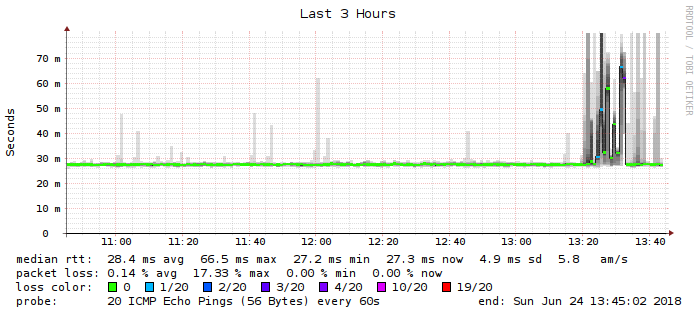 Last 3 Hours
RRDTOOL / TOBI OETIKER
Seconds
70 m
60 m
50 m
40 m
30 m
20 m
10 m
0
11:00 11:20 11:40 12:00 12:20 12:40 13:00 13:20 13:40
median rtt: 28.4 ms avg 66.5 ms max 27.2 ms min 27.3 ms now 4.9 ms sd 5.8 am/s
packet loss: 0.14 % avg 17.33 % max 0.00 % min 0.00 % now
loss color: 0 1/20 2/20 3/20 4/20 10/20 19/20
probe: 20 ICMP Echo Pings (56 Bytes) every 60s end: Sun Jun 24 13:45:02 2018